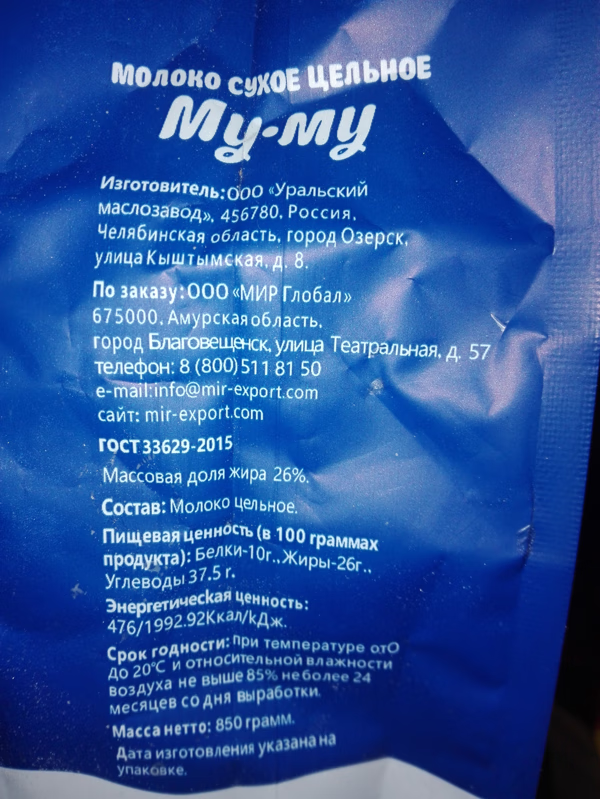 МОЛОКО СУХОЕ ЦЕЛЬНОЕ
Му-му
Изготовитель:ООО «Уральский
маслозавод», 456780, Россия,
Челябинская область, город Озерск,
улица Кыштымская, д. 8.
По заказу:ООО «МИР Глобал»
675000, Амурская область,
город Благовещенск, улица Театральная, д. 57
телефон: 8 (800)511 81 50
e-mail:info@mir-export.com
сайт: mir-export.com
ГОСТ 33629-2015
Массовая доля жира 26%.
Состав: Молоко цельное.
Пищевая ценность (в 100 граммах
продукта): Белки-10г., Жиры-26г.,
Углеводы 37.5 г.
Энергетическая ценность:
476/1992.92Ккал/кДж.
Срок годности: при температуре от0
До 20°С и относительной влажности
воздуха не выше 85% не более 24
месяцев со дня выработки.
Масса нетто: 850 грамм.
Дата изготовления указана на
упаковке.